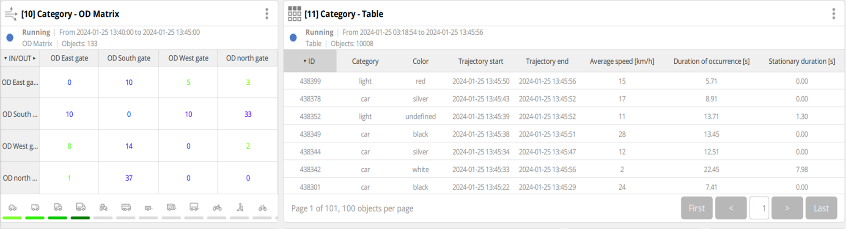 [10] Category - OD Matrix
Running | From 2024-01-25 13:40:00 to 2024-01-25 13:45:00
OD Matrix | Objects: 133
IN/OUT OD East gate OD South gate OD West gate OD north gate
OD East ga... 0 10 5 3
OD South ... 10 0 10 33
OD West g... 8 14 0 2
OD north ... 1 37 0 0
[11] Category - Table
Running | From 2024-01-25 03:18:54 to 2024-01-25 13:45:56
Table | Objects: 10008
ID Category Color Trajectory start Trajectory end Average speed [km/h] Duration of occurrence [s] Stationary duration [s]
438399 light red 2024-01-25 13:45:50 2024-01-25 13:45:56 15 5.71 0.00
438378 car silver 2024-01-25 13:45:43 2024-01-25 13:45:52 17 8.91 0.00
438352 light undefined 2024-01-25 13:45:39 2024-01-25 13:45:52 11 13.71 1.30
438349 car black 2024-01-25 13:45:38 2024-01-25 13:45:51 28 13.45 0.00
438344 car silver 2024-01-25 13:45:34 2024-01-25 13:45:47 12 12.51 0.00
438342 car white 2024-01-25 13:45:33 2024-01-25 13:45:56 2 22.45 7.98
438301 car black 2024-01-25 13:45:22 2024-01-25 13:45:29 24 7.41 0.00
Page 1 of 101, 100 objects per page First < 1 > Last